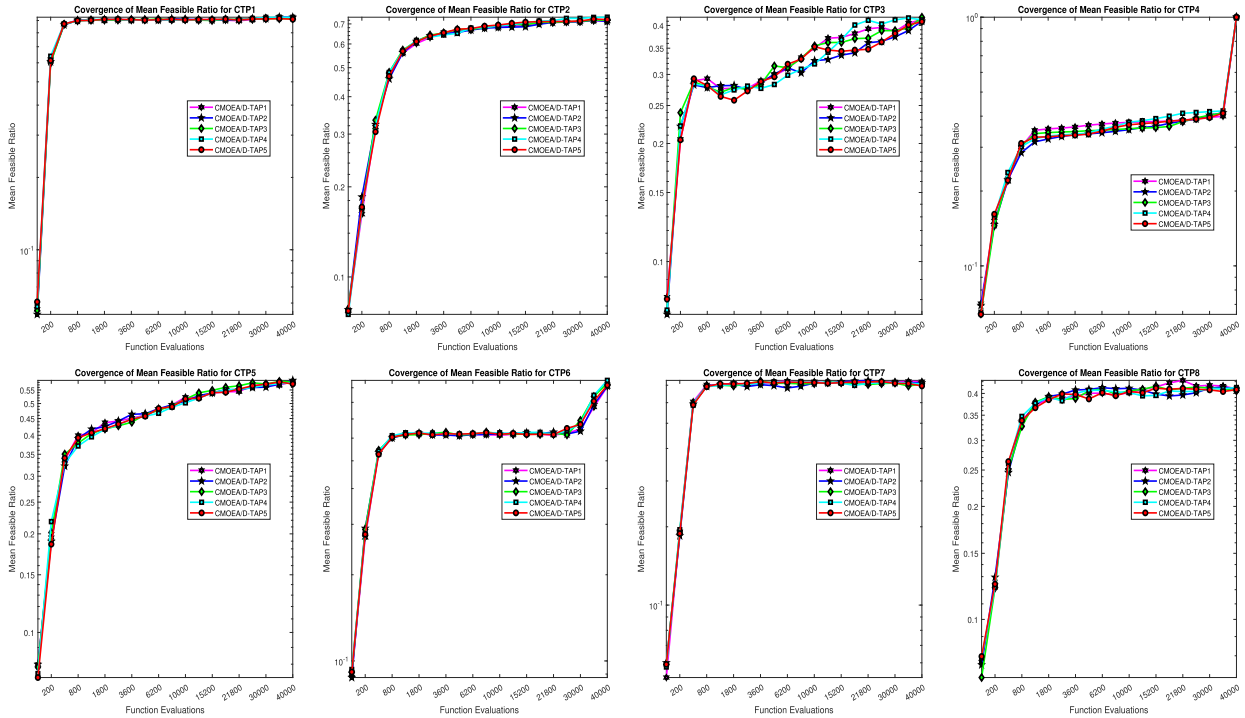 Covergence of Mean Feasible Ratio for CTP1
Mean Feasible Ratio
10-1
CMOEA/D-TAP1
CMOEA/D-TAP2
CMOEA/D-TAP3
CMOEA/D-TAP4
CMOEA/D-TAP5
200 800 1800 3600 6200 10000 15200 21800 30000 40000
Function Evaluations
Covergence of Mean Feasible Ratio for CTP2
Mean Feasible Ratio
0.7
0.6
0.5
0.4
0.3
0.2
0.1
CMOEA/D-TAP1
CMOEA/D-TAP2
CMOEA/D-TAP3
CMOEA/D-TAP4
CMOEA/D-TAP5
200 800 1800 3600 6200 10000 15200 21800 30000 40000
Function Evaluations
Covergence of Mean Feasible Ratio for CTP3
Mean Feasible Ratio
0.4
0.35
0.3
0.25
0.2
0.15
0.1
CMOEA/D-TAP1
CMOEA/D-TAP2
CMOEA/D-TAP3
CMOEA/D-TAP4
CMOEA/D-TAP5
200 800 1800 3600 6200 10000 15200 21800 30000 40000
Function Evaluations
Covergence of Mean Feasible Ratio for CTP4
Mean Feasible Ratio
100
10-1
CMOEA/D-TAP1
CMOEA/D-TAP2
CMOEA/D-TAP3
CMOEA/D-TAP4
CMOEA/D-TAP5
200 800 1800 3600 6200 10000 15200 21800 30000 40000
Function Evaluations
Covergence of Mean Feasible Ratio for CTP5
Mean Feasible Ratio
0.55
0.5
0.45
0.4
0.35
0.3
0.25
0.2
0.15
0.1
CMOEA/D-TAP1
CMOEA/D-TAP2
CMOEA/D-TAP3
CMOEA/D-TAP4
CMOEA/D-TAP5
200 800 1800 3600 6200 10000 15200 21800 30000 40000
Function Evaluations
Covergence of Mean Feasible Ratio for CTP6
Mean Feasible Ratio
10-1
CMOEA/D-TAP1
CMOEA/D-TAP2
CMOEA/D-TAP3
CMOEA/D-TAP4
CMOEA/D-TAP5
200 800 1800 3600 6200 10000 15200 21800 30000 40000
Function Evaluations
Covergence of Mean Feasible Ratio for CTP7
Mean Feasible Ratio
10-1
CMOEA/D-TAP1
CMOEA/D-TAP2
CMOEA/D-TAP3
CMOEA/D-TAP4
CMOEA/D-TAP5
200 800 1800 3600 6200 10000 15200 21800 30000 40000
Function Evaluations
Covergence of Mean Feasible Ratio for CTP8
Mean Feasible Ratio
0.4
0.35
0.3
0.25
0.2
0.15
0.1
CMOEA/D-TAP1
CMOEA/D-TAP2
CMOEA/D-TAP3
CMOEA/D-TAP4
CMOEA/D-TAP5
200 800 1800 3600 6200 10000 15200 21800 30000 40000
Function Evaluations